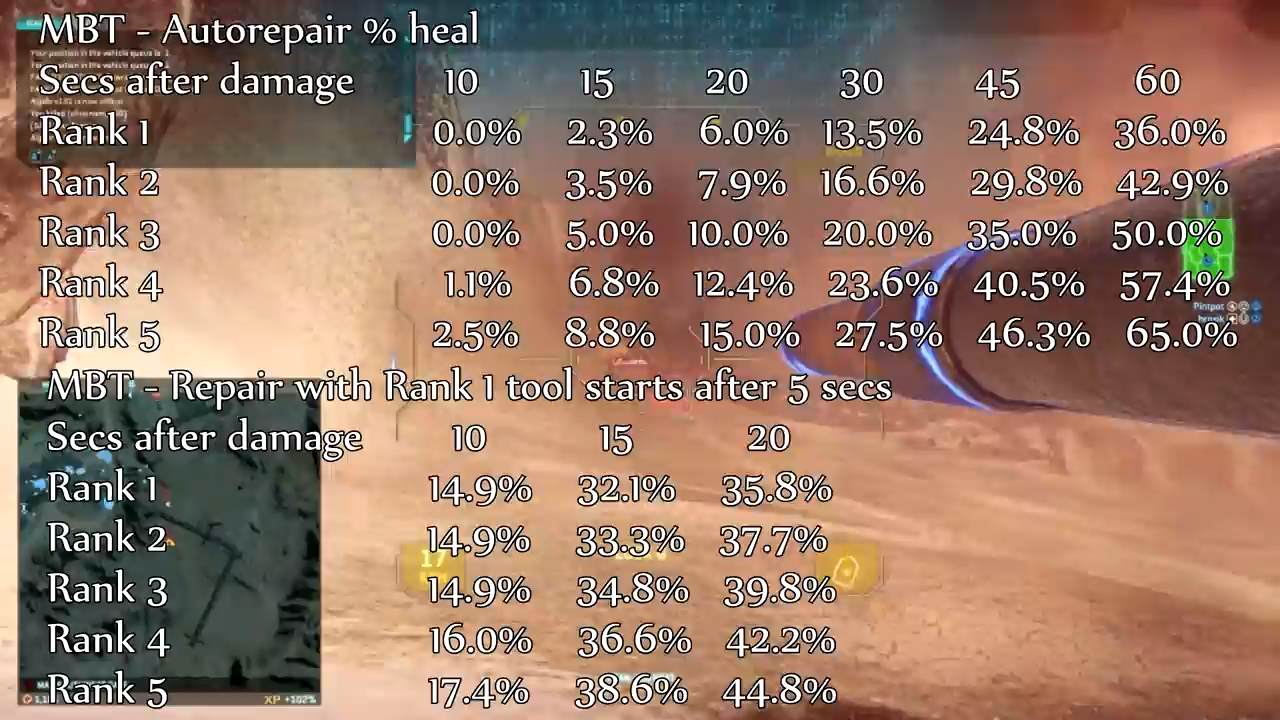 MBT - Autorepair % heal
Secs after damage 10 15 20 30 45 60
Rank 1 0.0% 2.3% 6.0% 13.5% 24.8% 36.0%
Rank 2 0.0% 3.5% 7.9% 16.6% 29.8% 42.9%
Rank 3 0.0% 5.0% 10.0% 20.0% 35.0% 50.0%
Rank 4 1.1% 6.8% 12.4% 23.6% 40.5% 57.4%
Pintpot
Rank 5 2.5% 8.8% 15.0% 27.5% 46.3% 65.0%
MBT - Repair with Rank 1 tool starts after 5 secs
Secs after damage 10 15 20
Rank 1 14.9% 32.1% 35.8%
Rank 2 14.9% 33.3% 37.7%
17
Rank 3 14.9% 34.8% 39.8%
Rank 4 16.0% 36.6% 42.2%
Rank 5 17.4% 38.6% 44.8%
XP +102%